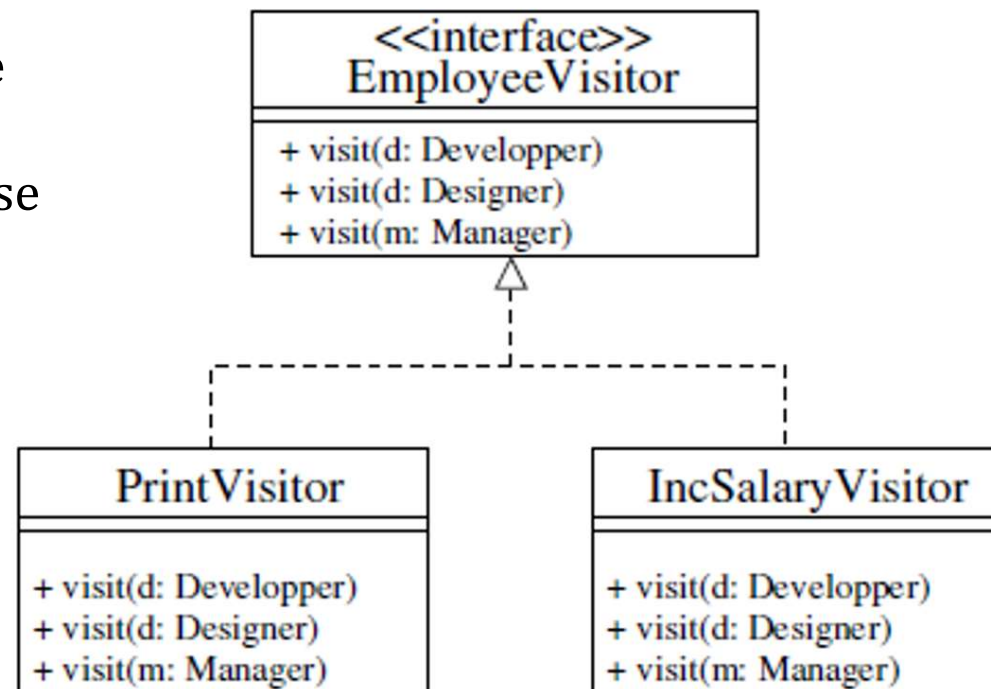 e
se
<<interface>>
EmployeeVisitor
+ visit(d: Developper)
+ visit(d: Designer)
+ visit(m: Manager)
PrintVisitor
+ visit(d: Developper)
+ visit(d: Designer)
+ visit(m: Manager)
IncSalaryVisitor
+ visit(d: Developper)
+ visit(d: Designer)
+ visit(m: Manager)